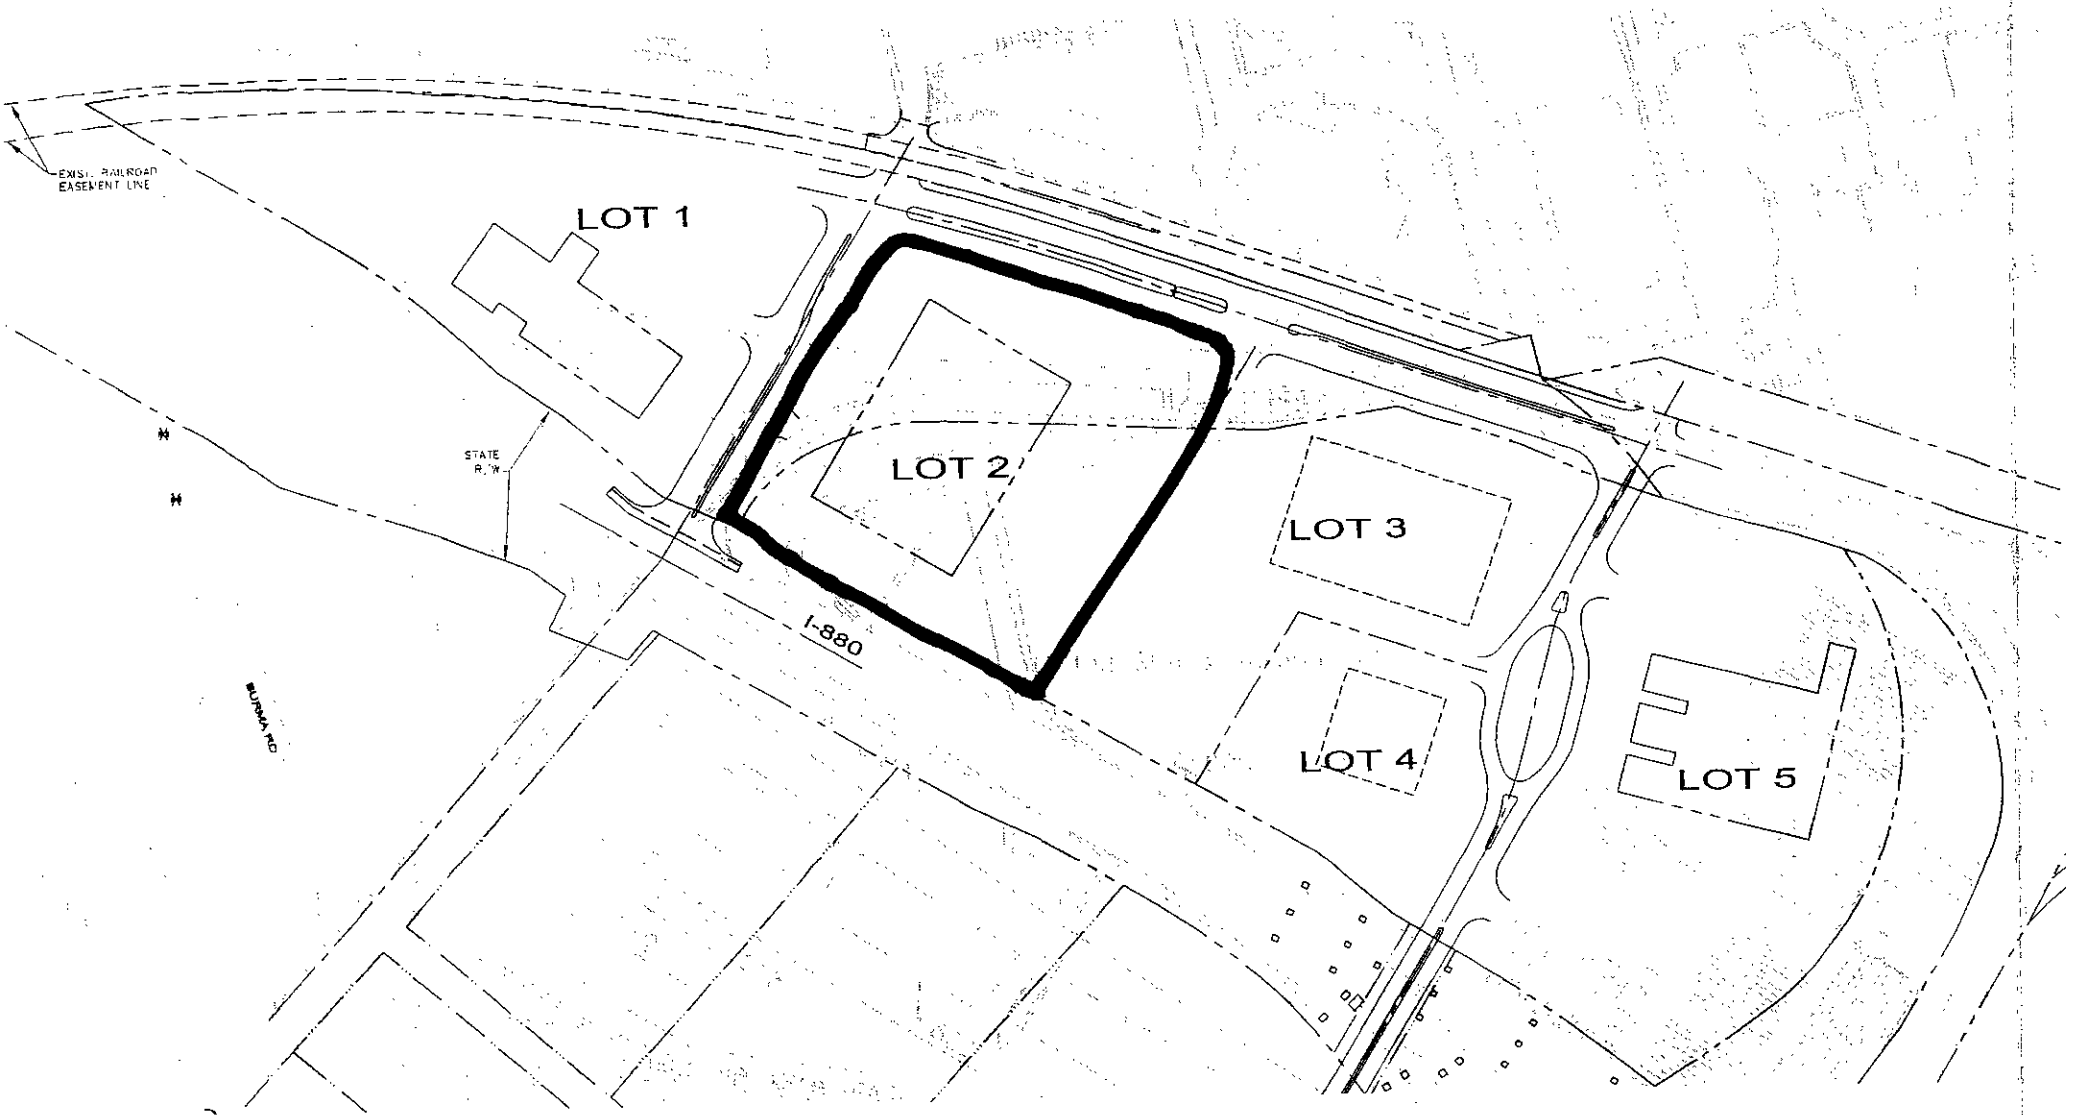 EXIST. RAILROAD
EASEMENT LINE
LOT 1
STATE
R/W
LOT 2
LOT 3
I-880
BURMA RD
LOT 4
LOT 5